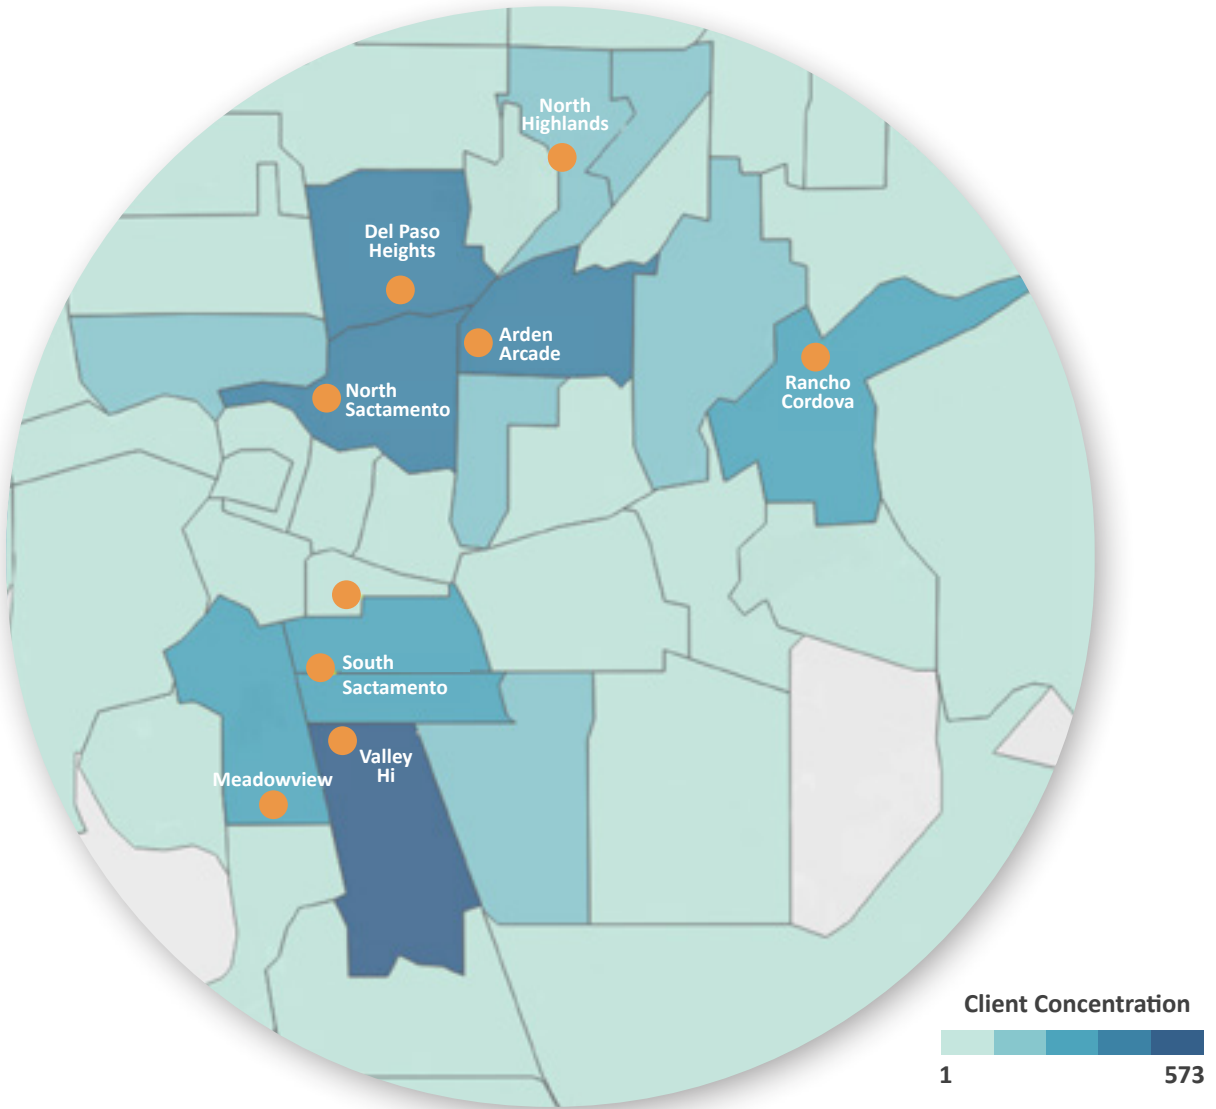 North
Highlands
Del Paso
Heights
Arden
Arcade
North
Sactamento
Rancho
Cordova
South
Sactamento
Valley
Hi
Meadowview
Client Concentration
1
573